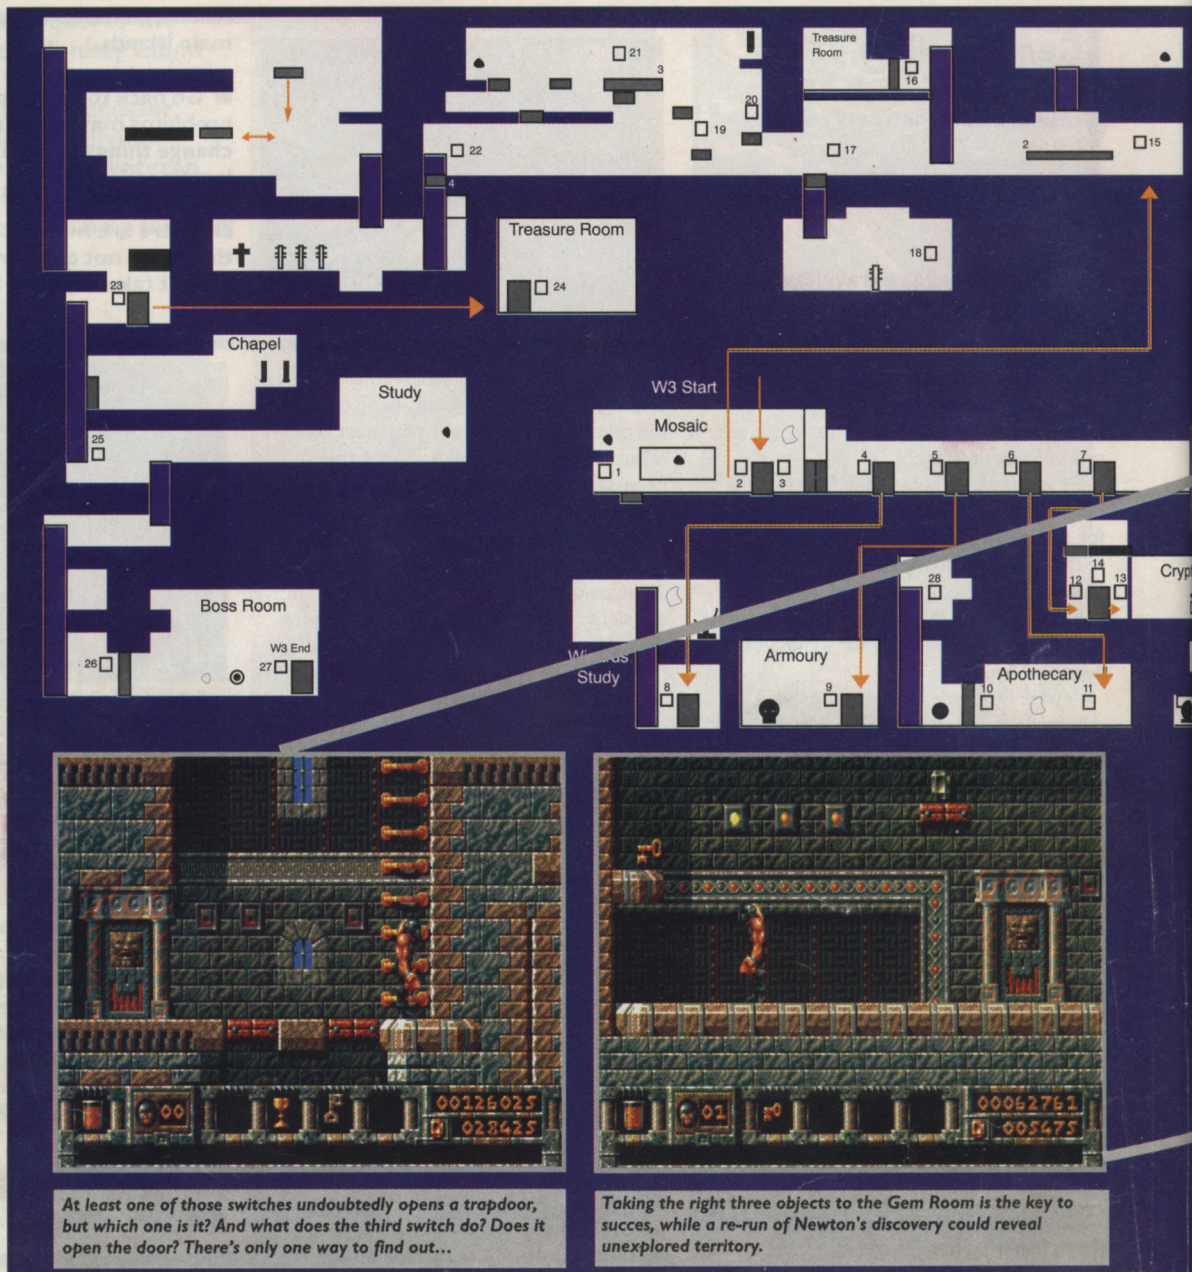 main islands.
Treasure
Room
21
3
16
20
19
22
17
2
15
4
Treasure Room
18
23
24
Chapel
W3 Start
Study
Mosaic
25
1
2
3
4
5
6
7
28
14
12
13
Boss Room
W3 End
26
27
Study
Armoury
Apothecary
8
9
10
11
00
00126025
028425
01
00062761
005475
At least one of those switches undoubtedly opens a trapdoor,
but which one is it? And what does the third switch do? Does it
open the door? There's only one way to find out...
Taking the right three objects to the Gem Room is the key to
succes, while a re-run of Newton's discovery could reveal
unexplored territory.